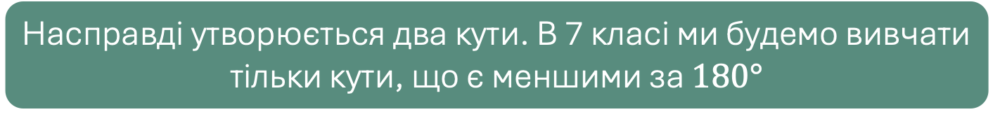 Насправді утворюється два кути. В 7 класі ми будемо вивчати
тільки кути, що є меншими за 180°